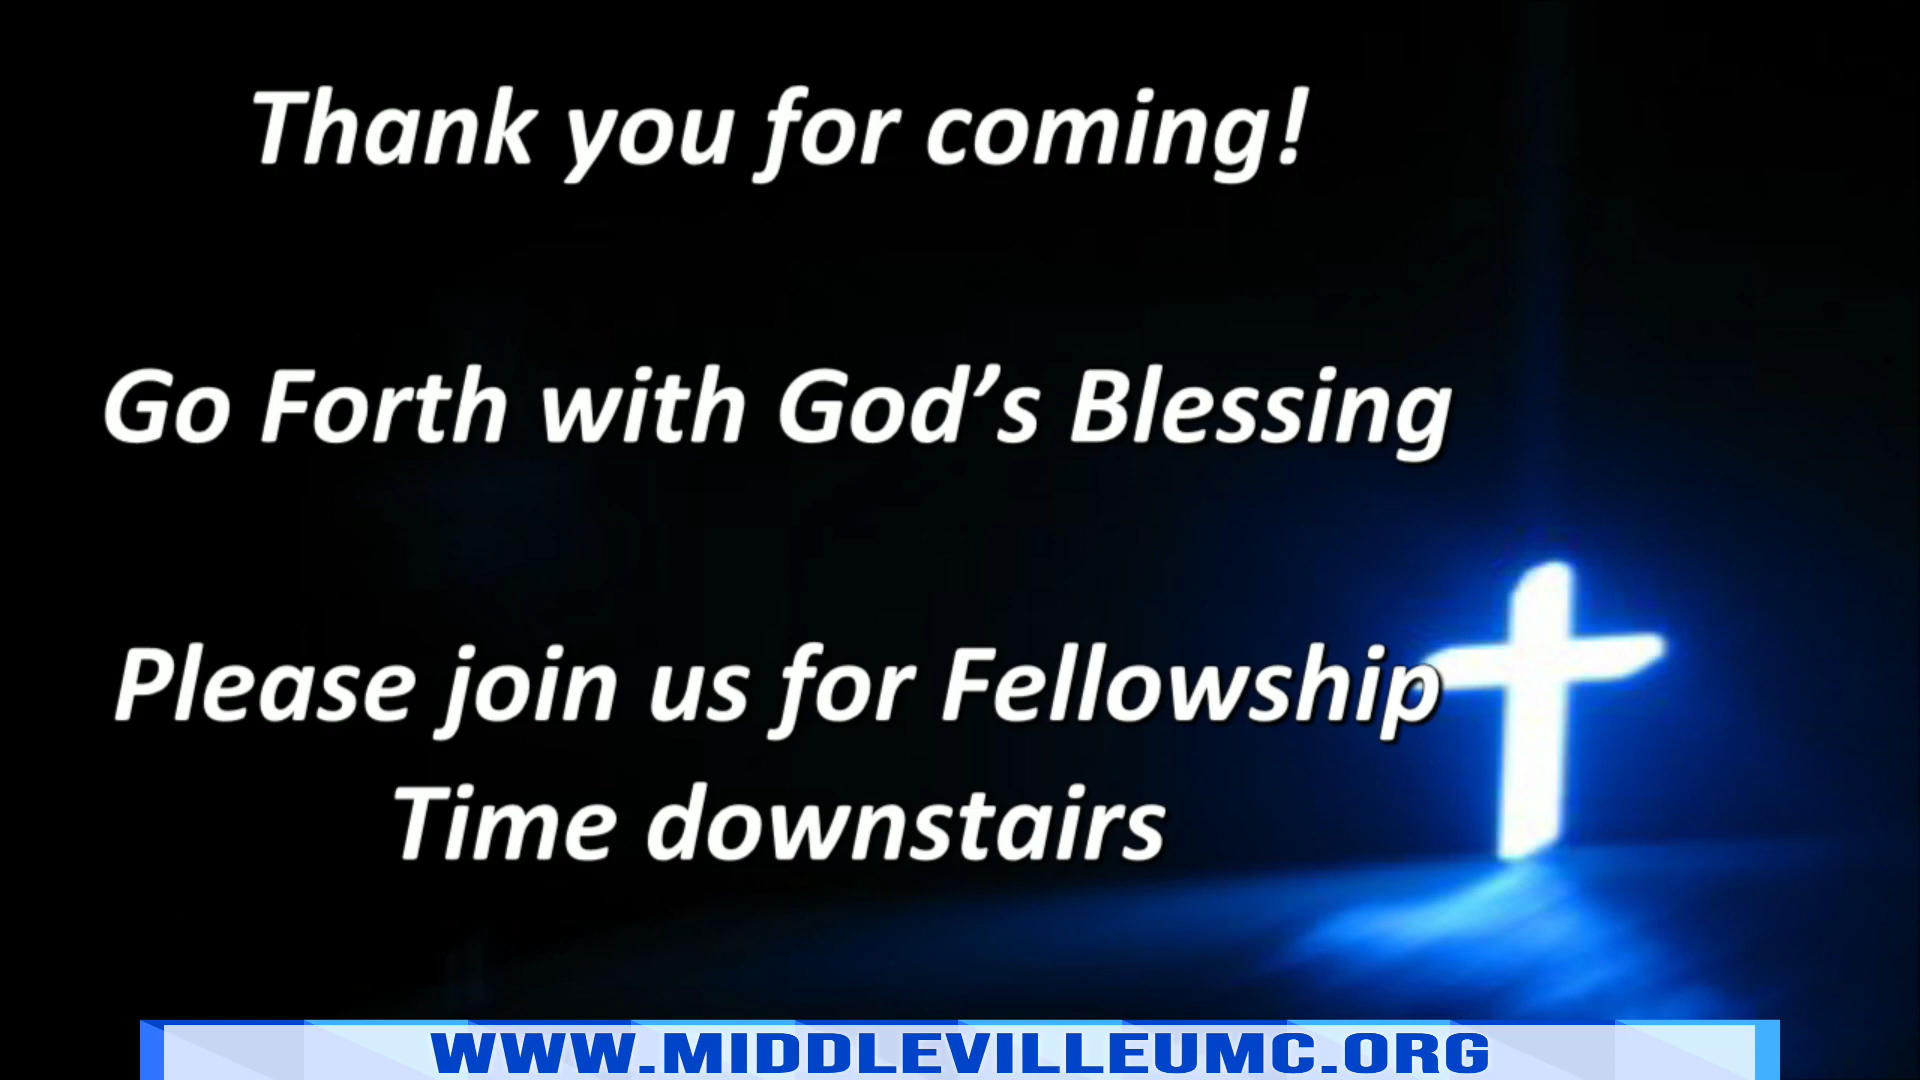 Thank you for coming!
Go Forth with God’s Blessing
Please join us for Fellowship
Time downstairs
WWW.MIDDLEVILLEUMC.ORG